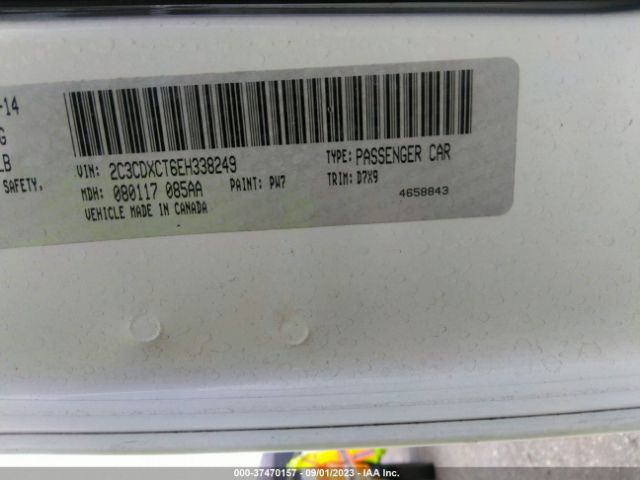 -14
G
LB
SAFETY.
VIN: 2C3CDXCT6EH338249
TYPE: PASSENGER CAR
MDH: 080117 085AA
PAINT: PW7
TRIM: D7X9
VEHICLE MADE IN CANADA
4658843
000-37470157 - 09/01/2023 - IAA Inc.